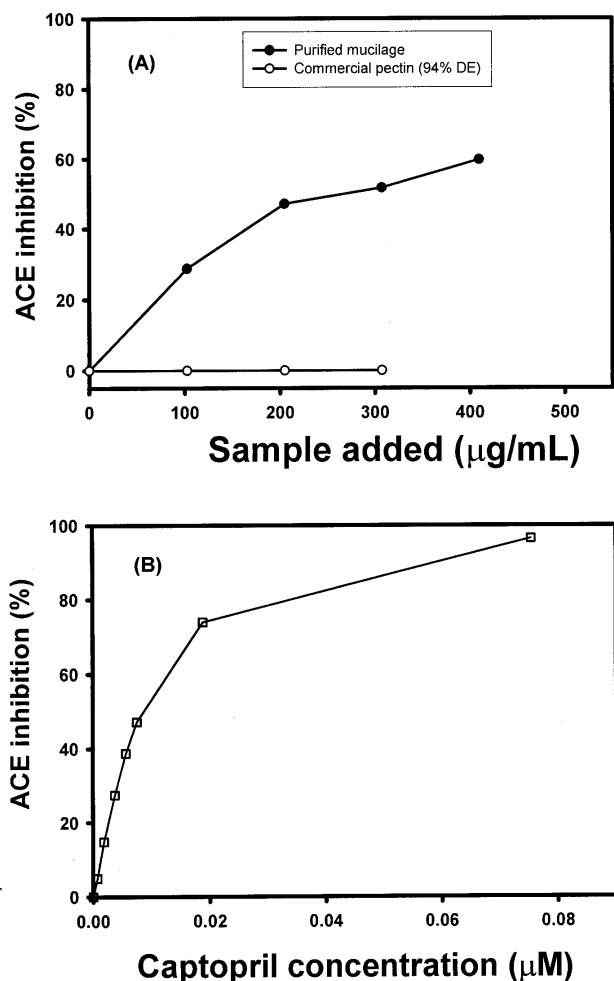 100
(A)
Purified mucilage
Commercial pectin (94% DE)
80
60
40
20
0
ACE inhibition (%)
0 100 200 300 400 500
Sample added (μg/mL)
100
(B)
80
60
40
20
0
ACE inhibition (%)
0.00 0.02 0.04 0.06 0.08
Captopril concentration (μM)